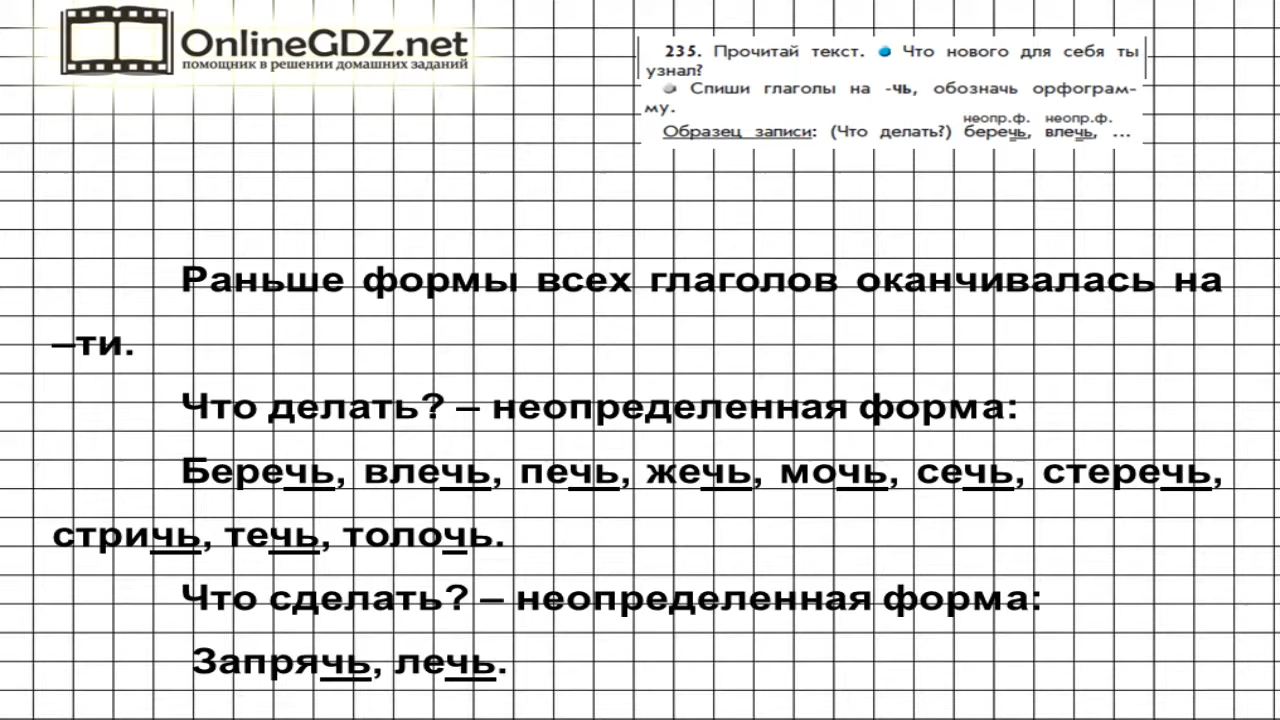 OnlineGDZ.net
помощник в решении домашних заданий
235. Прочитай текст. Что нового для себя ты
узнал?
Спиши глаголы на -чь, обозначь орфограм-
му.
неопр.ф. неопр.ф.
Образец записи: (Что делать?) беречь, влечь, ...
Раньше формы всех глаголов оканчивалась на
–ти.
Что делать? – неопределенная форма:
Беречь, влечь, печь, жечь, мочь, сечь, стеречь,
стричь, течь, толочь.
Что сделать? – неопределенная форма:
Запрячь, лечь.